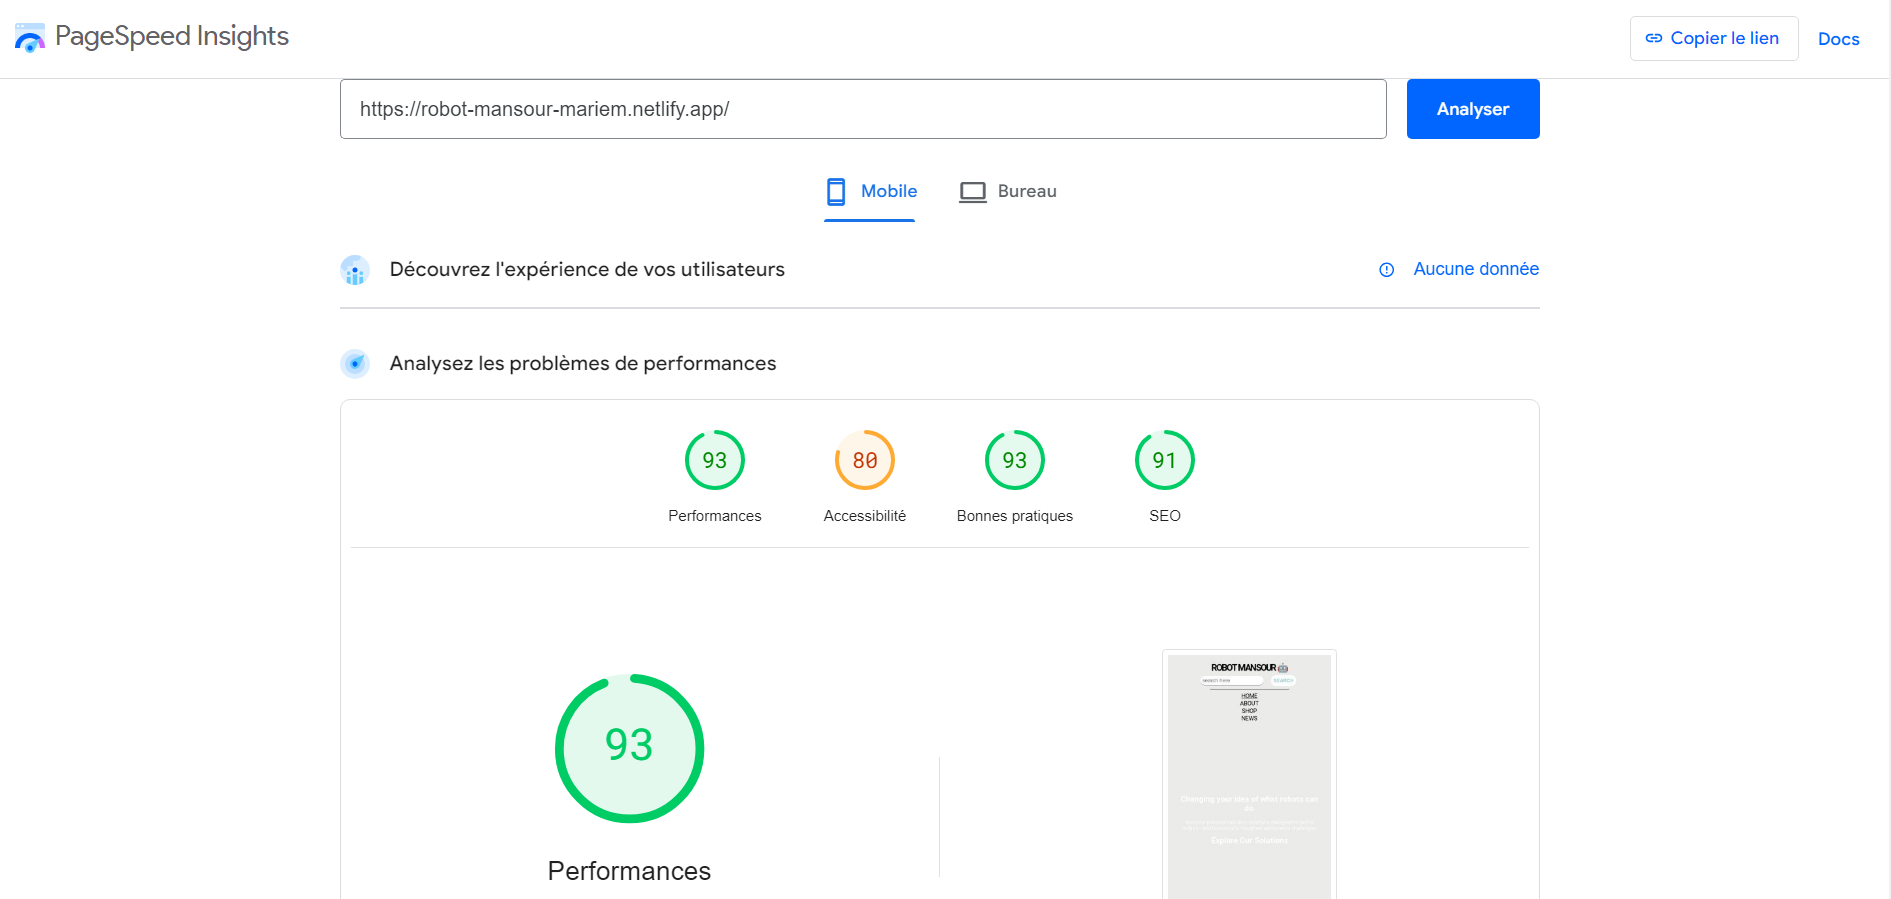 PageSpeed Insights
Copier le lien
Docs
https://robot-mansour-mariem.netlify.app/
Analyser
Mobile
Bureau
Découvrez l'expérience de vos utilisateurs
Aucune donnée
Analysez les problèmes de performances
93
80
93
91
Performances
Accessibilité
Bonnes pratiques
SEO
93
Performances
ROBOT MANSOUR
search here
SEARCH
HOME
ABOUT
SHOP
NEWS
Changing your idea of what robots can
do
Explore Our Solutions